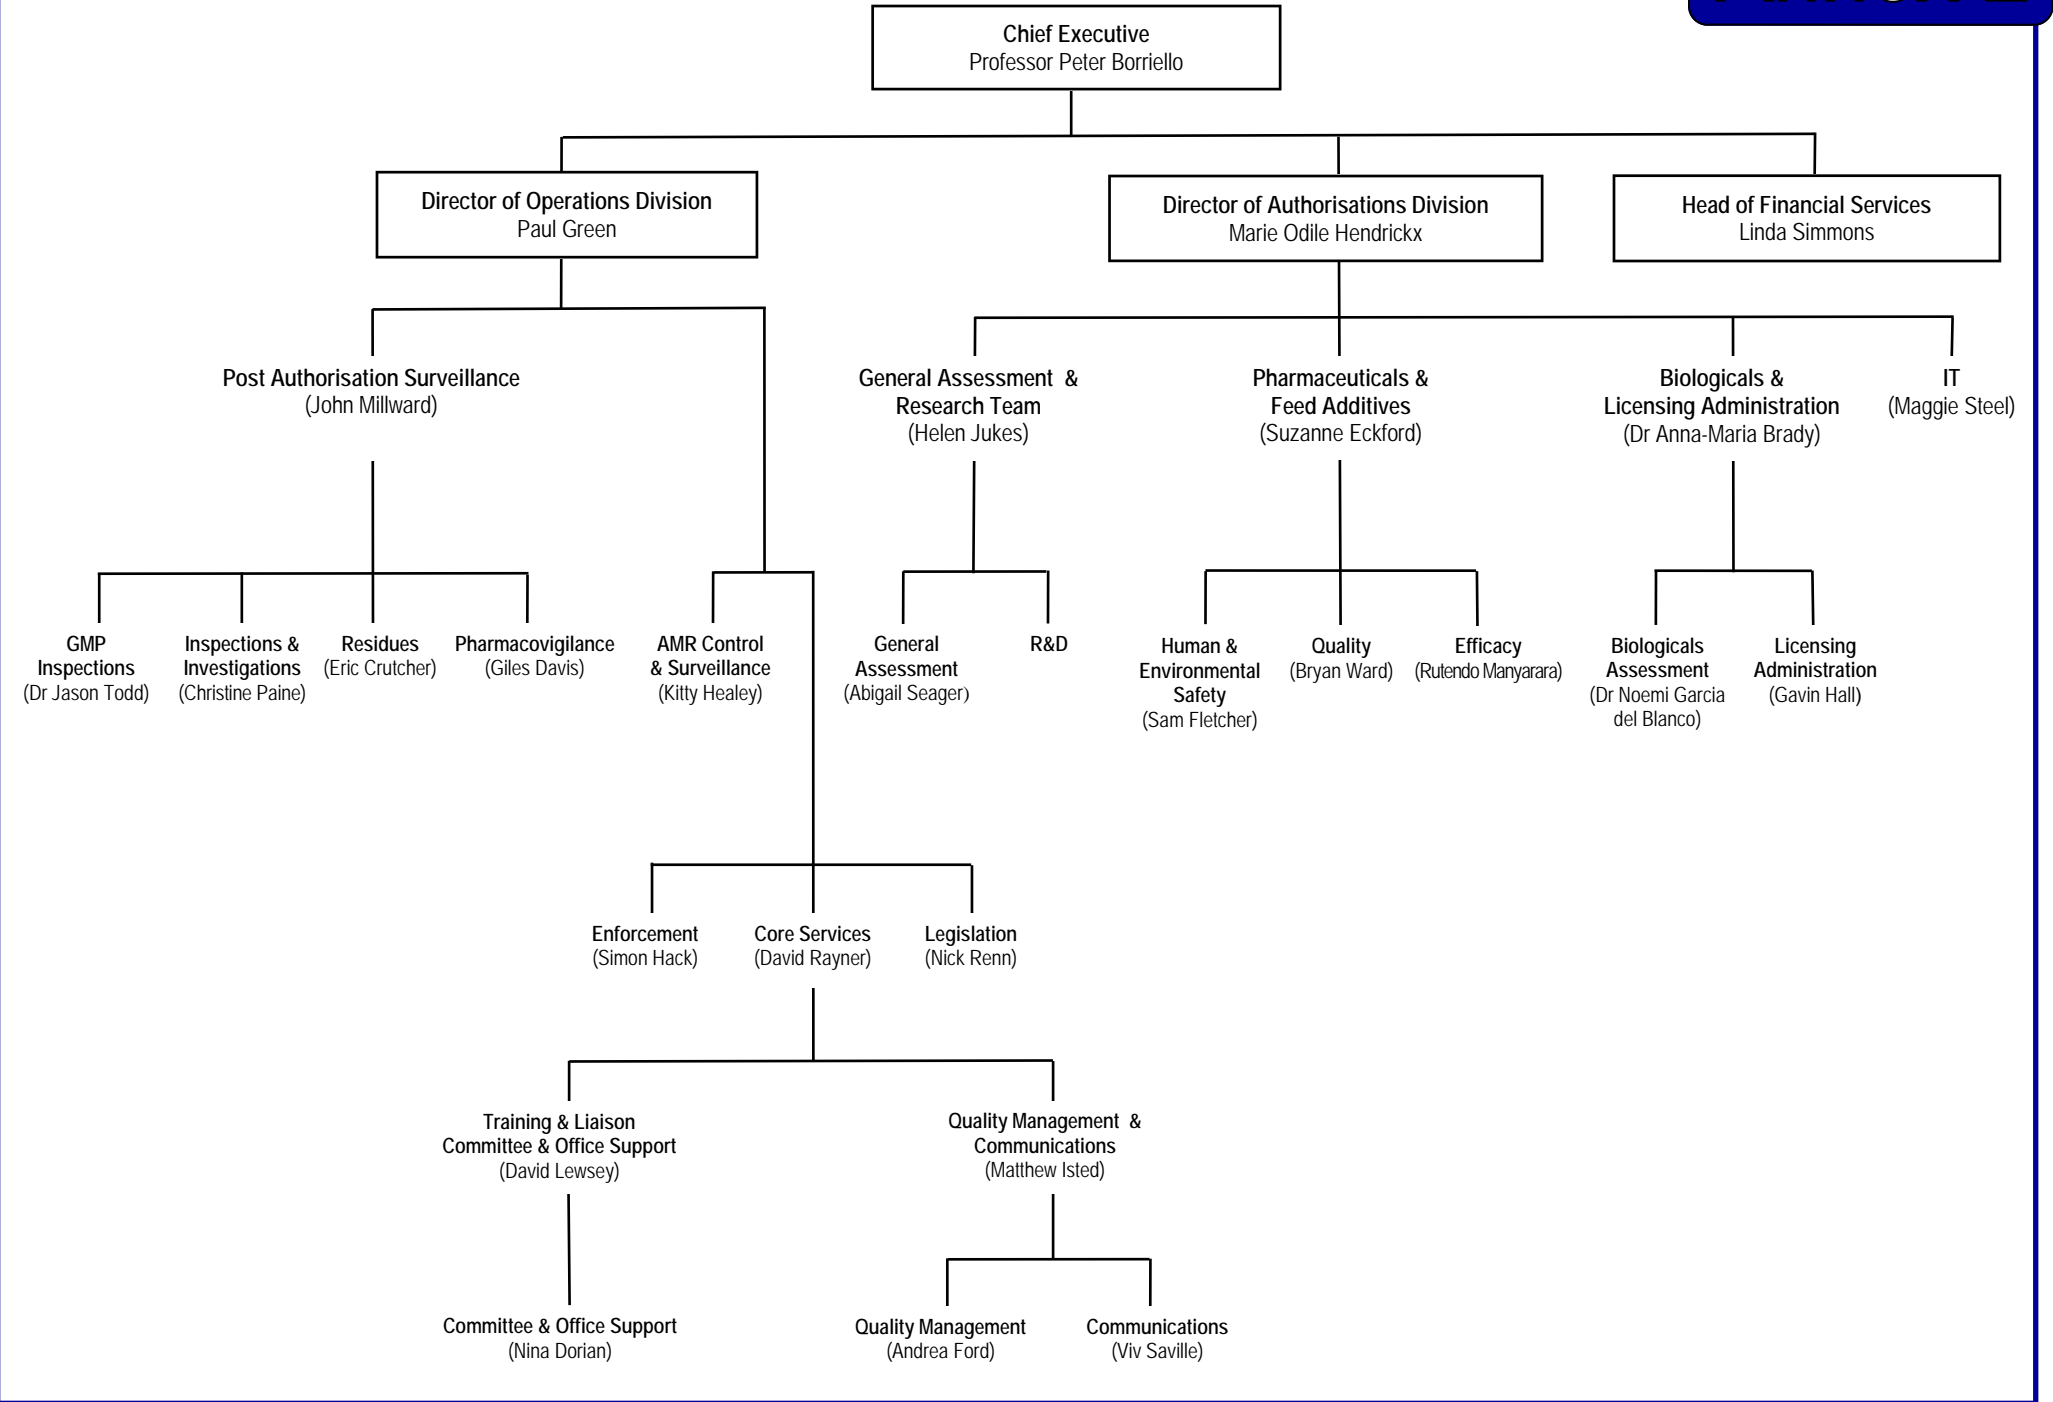 Chief Executive
Professor Peter Borriello
Director of Operations Division
Paul Green
Director of Authorisations Division
Marie Odile Hendrickx
Head of Financial Services
Linda Simmons
Post Authorisation Surveillance
(John Millward)
General Assessment &
Research Team
(Helen Jukes)
Pharmaceuticals &
Feed Additives
(Suzanne Eckford)
Biologicals &
Licensing Administration
(Dr Anna-Maria Brady)
IT
(Maggie Steel)
GMP
Inspections
(Dr Jason Todd)
Inspections &
Investigations
(Christine Paine)
Residues
(Eric Crutcher)
Pharmacovigilance
(Giles Davis)
AMR Control
& Surveillance
(Kitty Healey)
General
Assessment
(Abigail Seager)
R&D
Human &
Environmental
Safety
(Sam Fletcher)
Quality
(Bryan Ward)
Efficacy
(Rutendo Manyarara)
Biologicals
Assessment
(Dr Noemi Garcia
del Blanco)
Licensing
Administration
(Gavin Hall)
Enforcement
(Simon Hack)
Core Services
(David Rayner)
Legislation
(Nick Renn)
Training & Liaison
Committee & Office Support
(David Lewsey)
Quality Management &
Communications
(Matthew Isted)
Committee & Office Support
(Nina Dorian)
Quality Management
(Andrea Ford)
Communications
(Viv Saville)